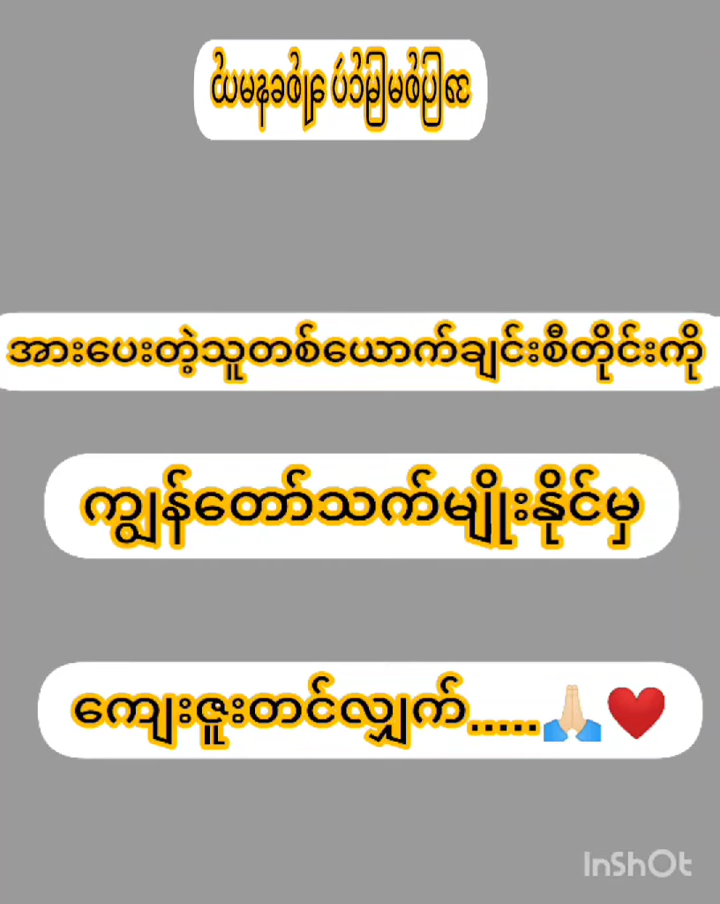 အားပေးတဲ့သူတစ်ယောက်ချင်းစီတိုင်းကို
ကျွန်တော်သက်မျိုးနိုင်မှ
ကျေးဇူးတင်လျှက်.....🙏🏻❤️
InShOt